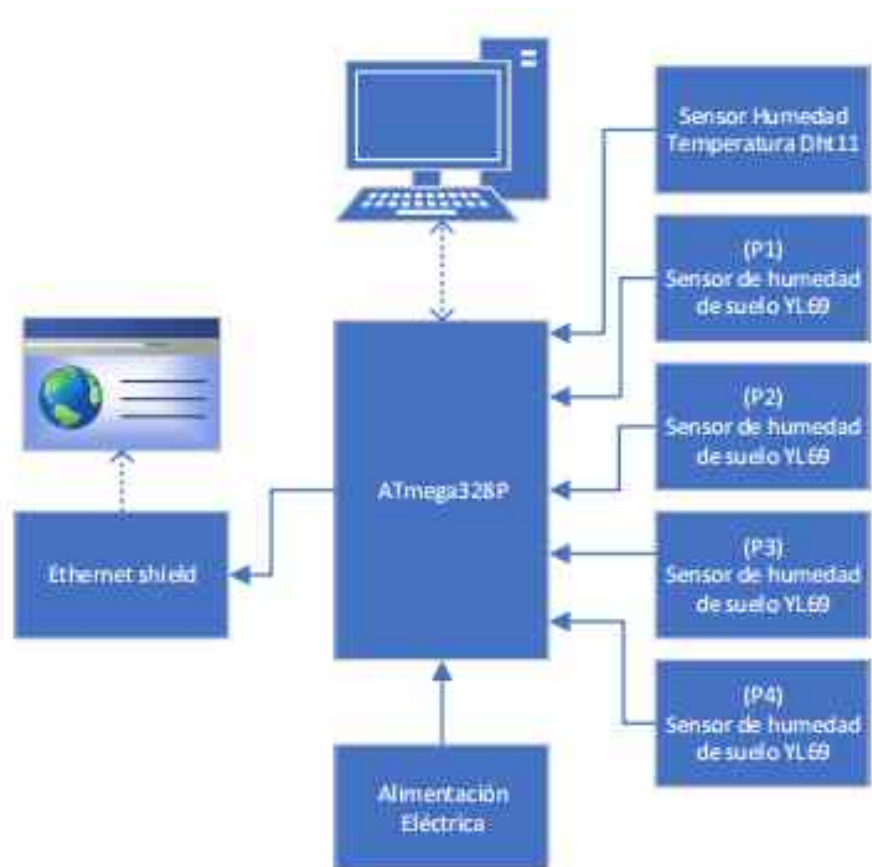 Sensor Humedad
Temperatura Dht11
(P1)
Sensor de humedad
de suelo YL69
(P2)
Sensor de humedad
de suelo YL69
ATmega328P
(P3)
Sensor de humedad
de suelo YL69
Ethernet shield
(P4)
Sensor de humedad
de suelo YL69
Alimentación
Eléctrica